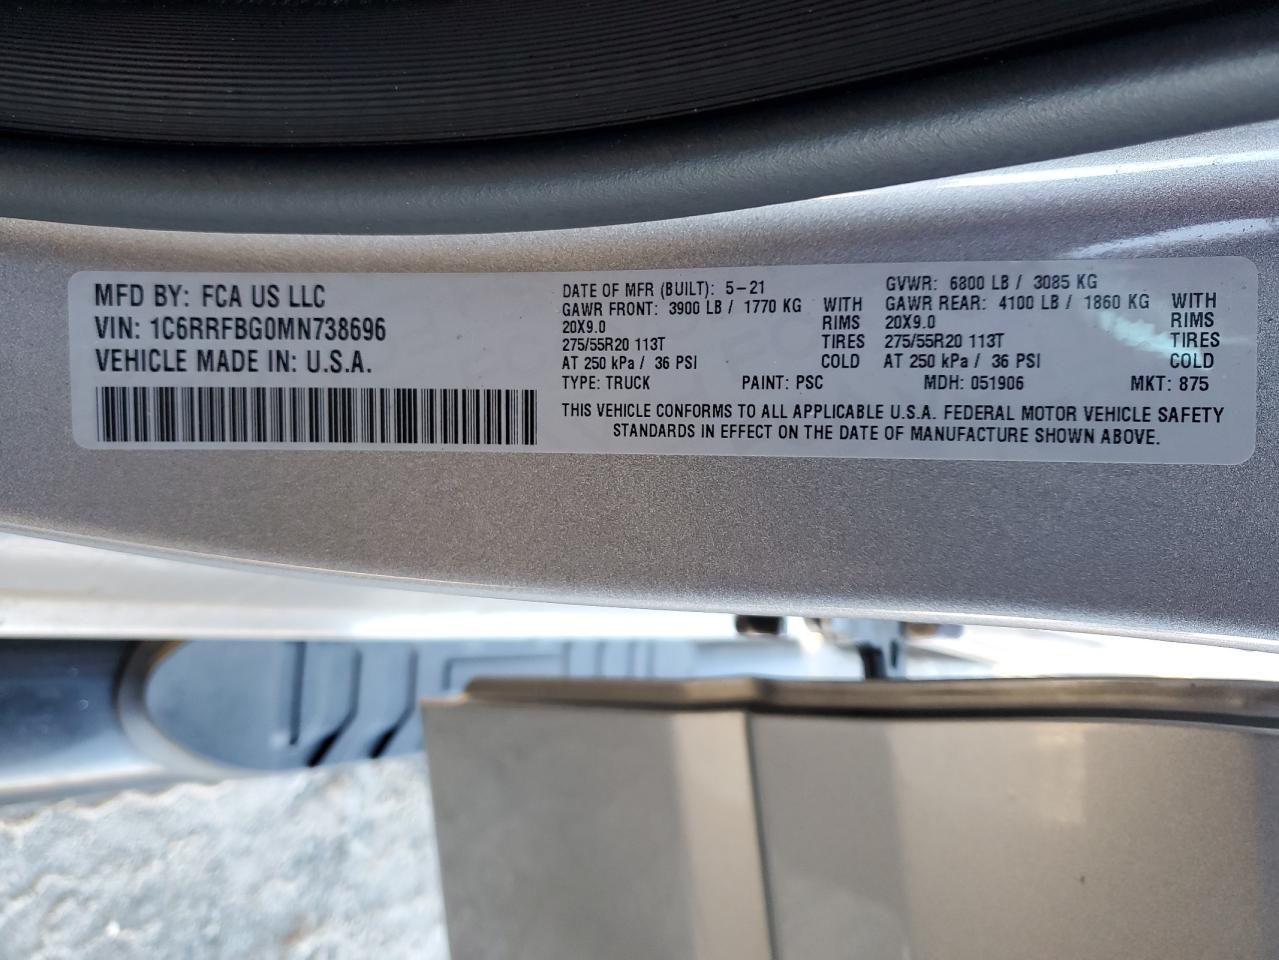 MFD BY: FCA US LLC
VIN: 1C6RRFBG0MN738696
VEHICLE MADE IN: U.S.A.
DATE OF MFR (BUILT): 5-21
GAWR FRONT: 3900 LB / 1770 KG WITH
20X9.0 RIMS
275/55R20 113T TIRES
AT 250 kPa / 36 PSI COLD
GVWR: 6800 LB / 3085 KG
GAWR REAR: 4100 LB / 1860 KG WITH
20X9.0 RIMS
275/55R20 113T TIRES
AT 250 kPa / 36 PSI COLD
TYPE: TRUCK PAINT: PSC MDH: 051906 MKT: 875
THIS VEHICLE CONFORMS TO ALL APPLICABLE U.S.A. FEDERAL MOTOR VEHICLE SAFETY
STANDARDS IN EFFECT ON THE DATE OF MANUFACTURE SHOWN ABOVE.